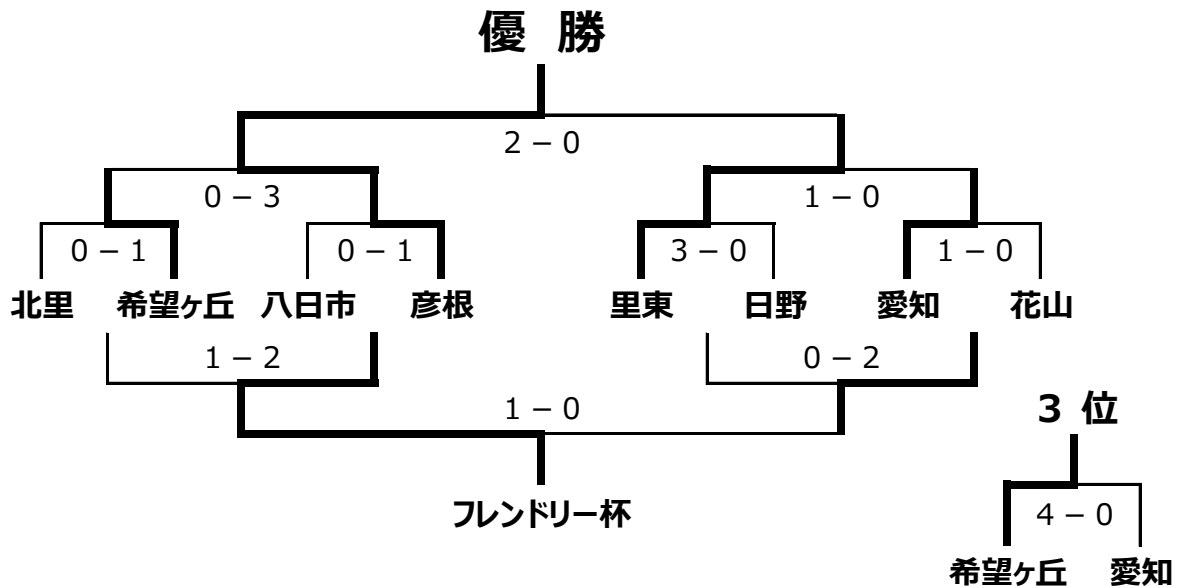 優 勝
2 − 0
0 − 3
1 − 0
0 − 1
0 − 1
3 − 0
1 − 0
北里 希望ヶ丘 八日市 彦根 里東 日野 愛知 花山
1 − 2
0 − 2
1 − 0
3 位
フレンドリー杯
4 − 0
希望ヶ丘 愛知